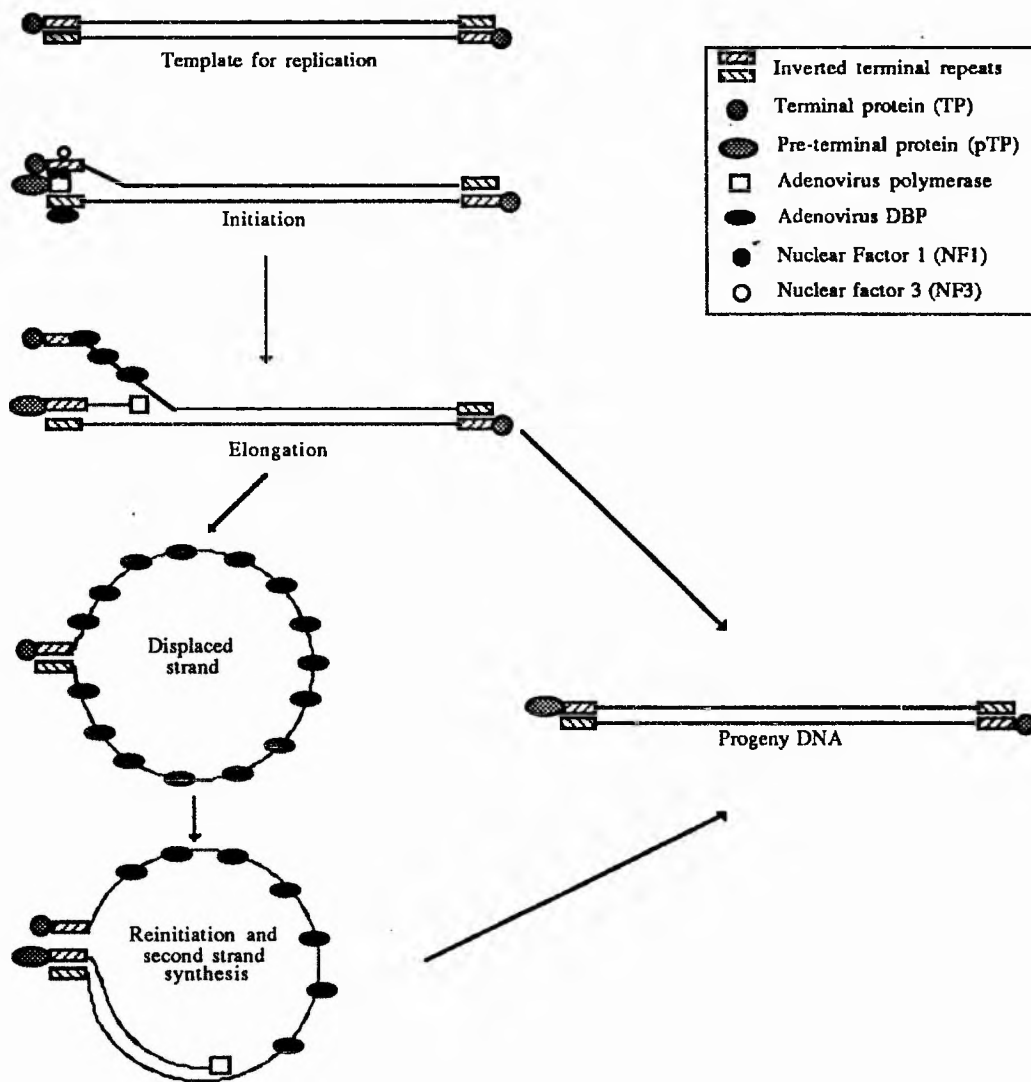 Template for replication
Inverted terminal repeats
Terminal protein (TP)
Pre-terminal protein (pTP)
Adenovirus polymerase
Adenovirus DBP
Nuclear Factor 1 (NF1)
Nuclear factor 3 (NF3)
Initiation
Elongation
Displaced
strand
Progeny DNA
Reinitiation and
second strand
synthesis